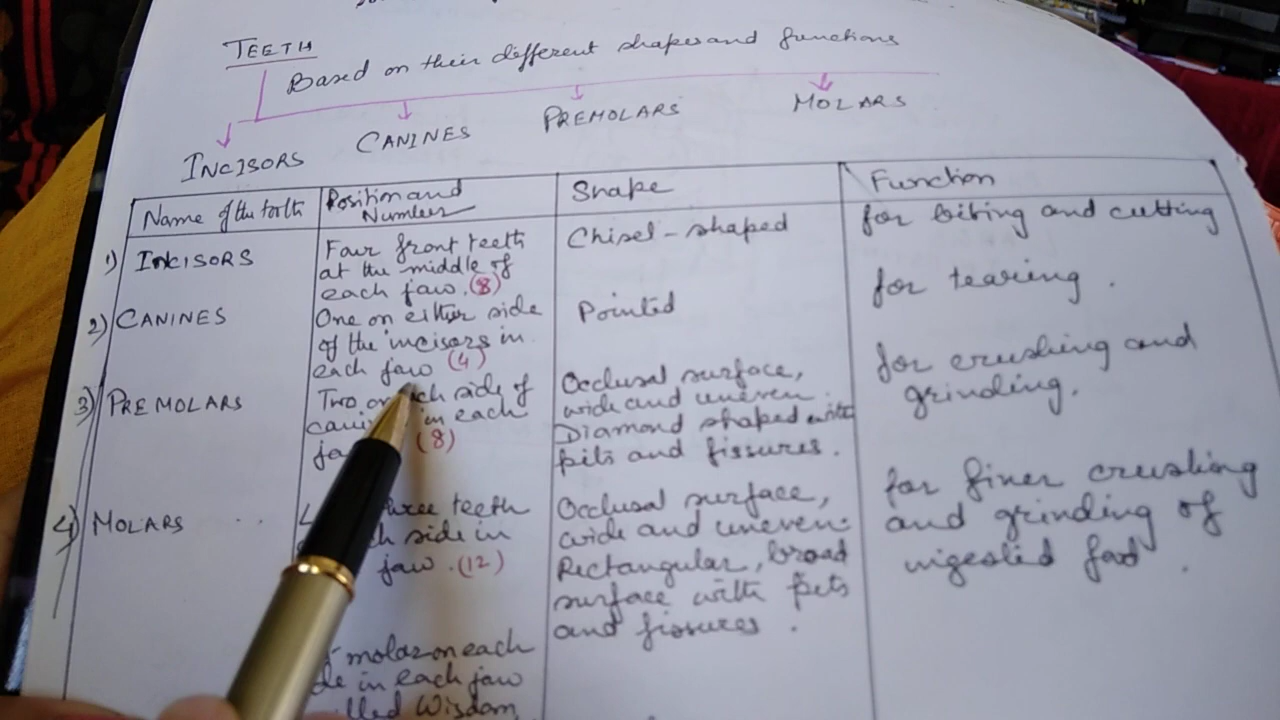 TEETH
Based on their different shapes and functions
INCISORS
CANINES
PREMOLARS
MOLARS
Name of the tooth
Position and
Number
Shape
Function
1) INCISORS
Four front teeth
at the middle of
each jaw. (8)
Chisel-shaped
for biting and cutting
2) CANINES
One on either side
of the incisors in
each jaw (4)
Pointed
for tearing.
3) PREMOLARS
Two on each side of
in each
(8)
Occlusal surface,
wide and uneven.
Diamond shaped with
pits and fissures.
for crushing and
grinding.
4) MOLARS
three teeth
side in
jaw. (12)
Occlusal surface,
wide and uneven.
Rectangular, broad
surface with pits
and fissures.
for finer crushing
and grinding of
ingested food.
molar on each
in each jaw
Wisdom